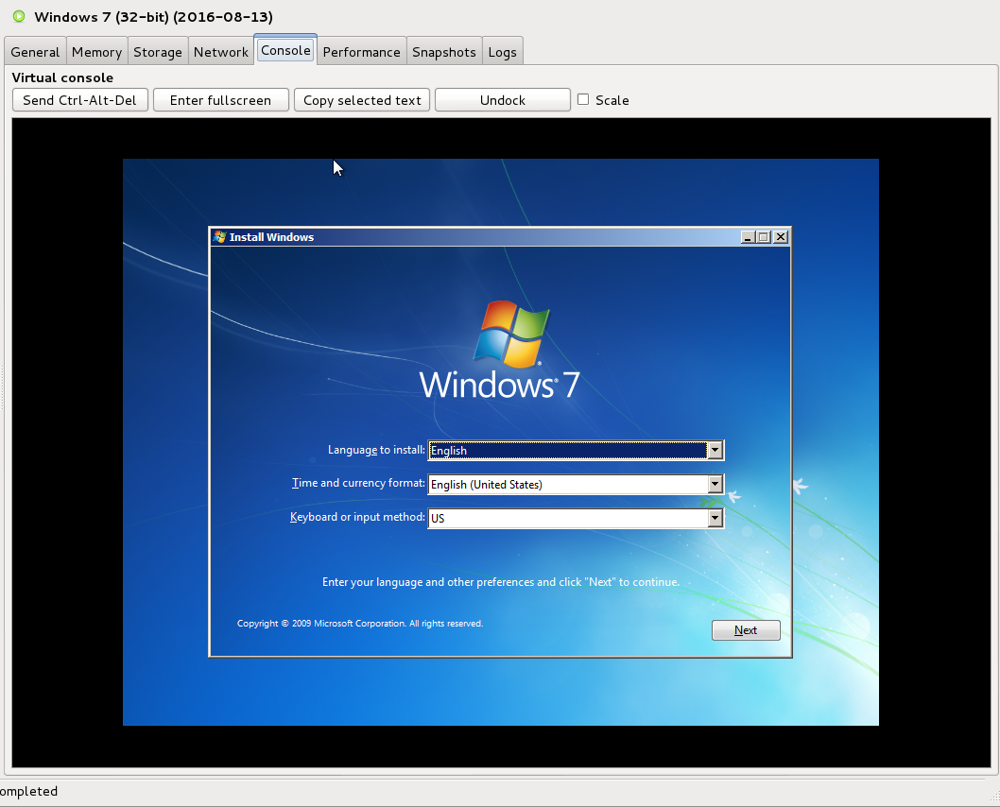 Windows 7 (32-bit) (2016-08-13)
General Memory Storage Network Console Performance Snapshots Logs
Virtual console
Send Ctrl-Alt-Del Enter fullscreen Copy selected text Undock Scale
Install Windows
Windows® 7
Language to install: English
Time and currency format: English (United States)
Keyboard or input method: US
Enter your language and other preferences and click "Next" to continue.
Copyright © 2009 Microsoft Corporation. All rights reserved.
Next
ompleted